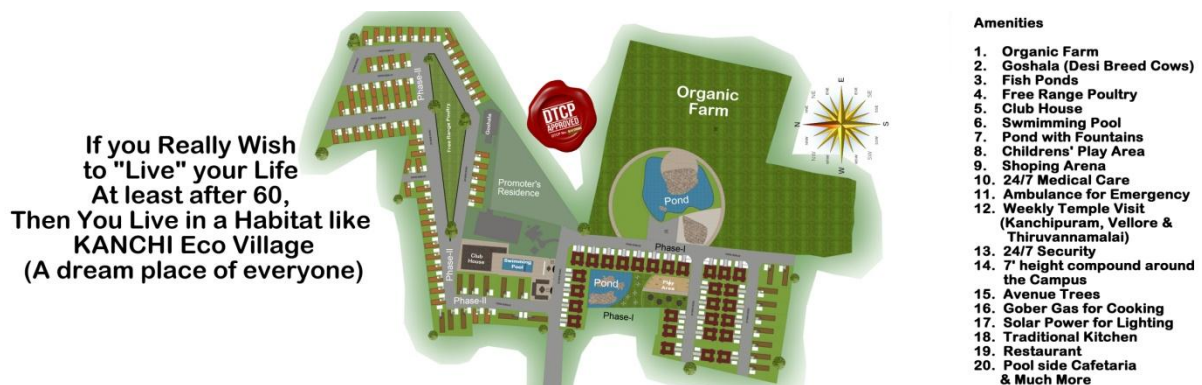 If you Really Wish
to "Live" your Life
At least after 60,
Then You Live in a Habitat like
KANCHI Eco Village
(A dream place of everyone)
Phase-II
Free Range Poultry
Goshala
Promoter's
Residence
DTCP
APPROVED
Organic
Farm
Pond
Phase-I
Phase-II
Club
House
Swimming
Pool
Phase-II
Pond
Play
Area
Phase-I
E
N
S
W
Amenities
1. Organic Farm
2. Goshala (Desi Breed Cows)
3. Fish Ponds
4. Free Range Poultry
5. Club House
6. Swmimming Pool
7. Pond with Fountains
8. Childrens' Play Area
9. Shoping Arena
10. 24/7 Medical Care
11. Ambulance for Emergency
12. Weekly Temple Visit
(Kanchipuram, Vellore &
Thiruvannamalai)
13. 24/7 Security
14. 7' height compound around
the Campus
15. Avenue Trees
16. Gober Gas for Cooking
17. Solar Power for Lighting
18. Traditional Kitchen
19. Restaurant
20. Pool side Cafetaria
& Much More